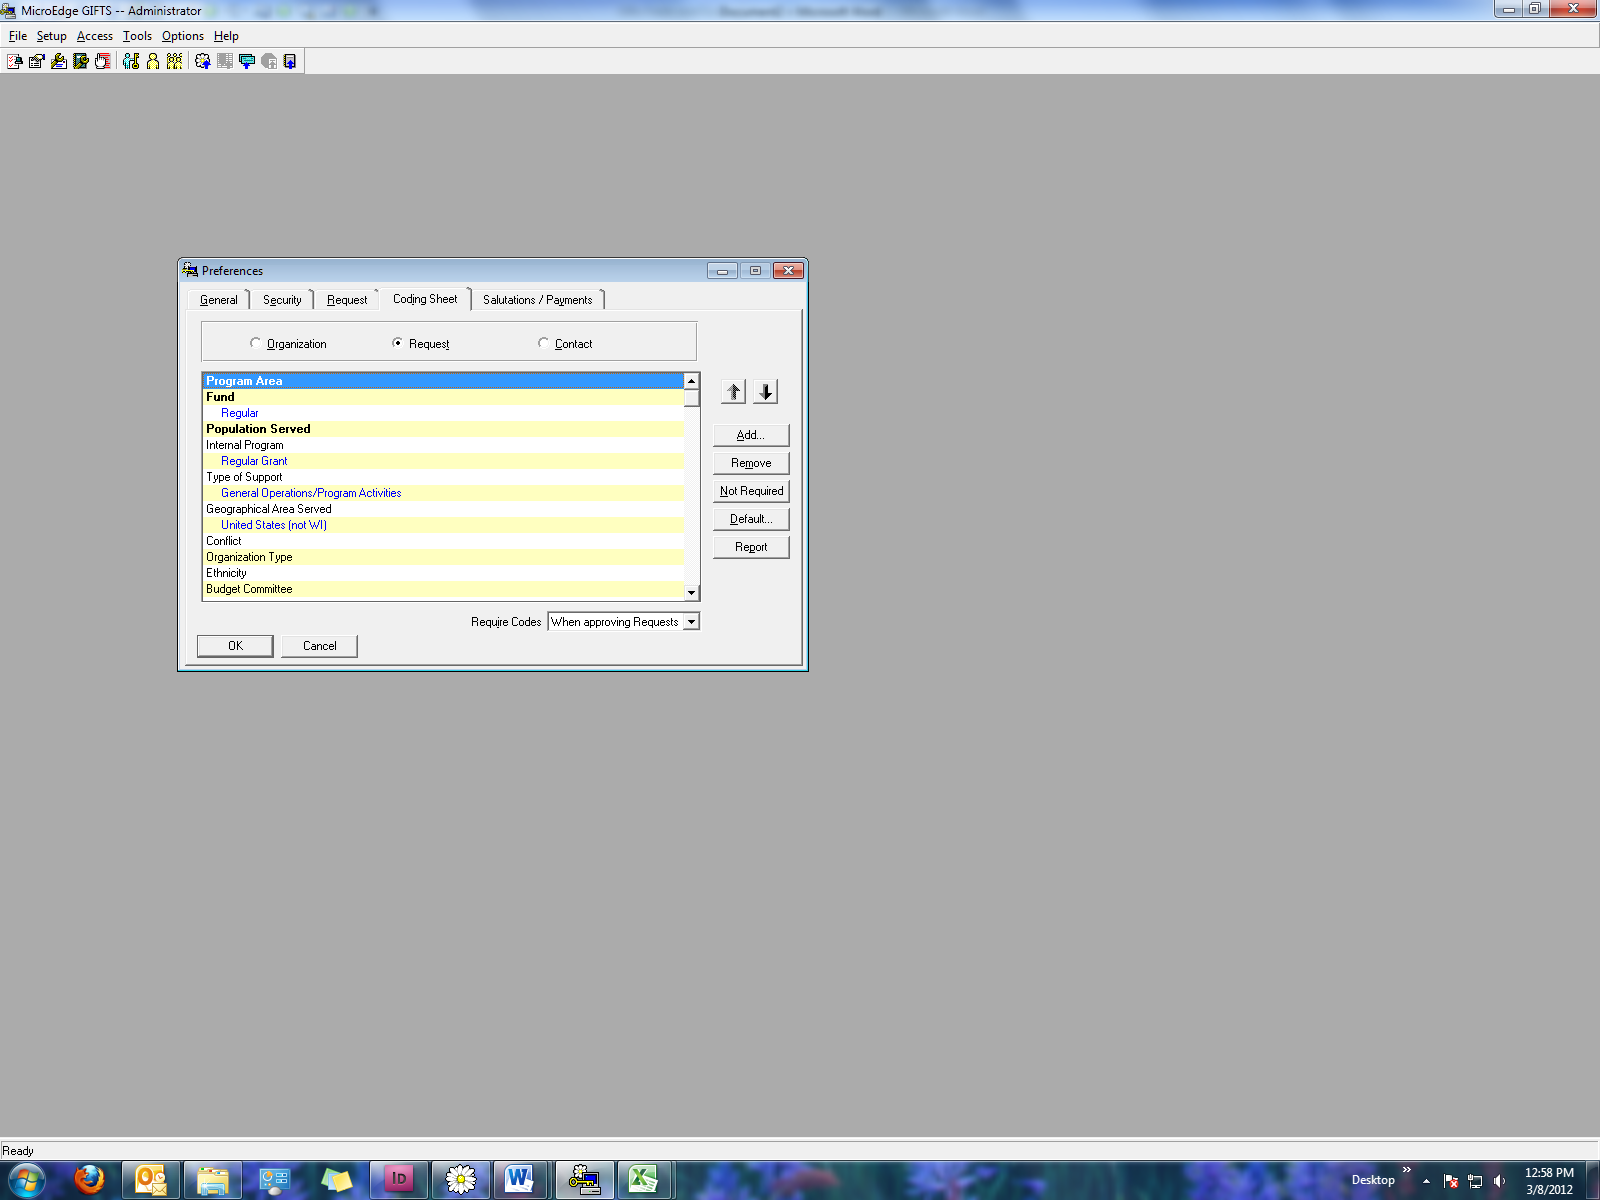 MicroEdge GIFTS -- Administrator
File Setup Access Tools Options Help
Preferences
General Security Request Coding Sheet Salutations / Payments
Organization Request Contact
Program Area
Fund
Regular
Population Served
Internal Program
Regular Grant
Type of Support
General Operations/Program Activities
Geographical Area Served
United States (not WI)
Conflict
Organization Type
Ethnicity
Budget Committee
Add...
Remove
Not Required
Default...
Report
Require Codes When approving Requests
OK Cancel
Ready
Desktop
12:58 PM
3/8/2012